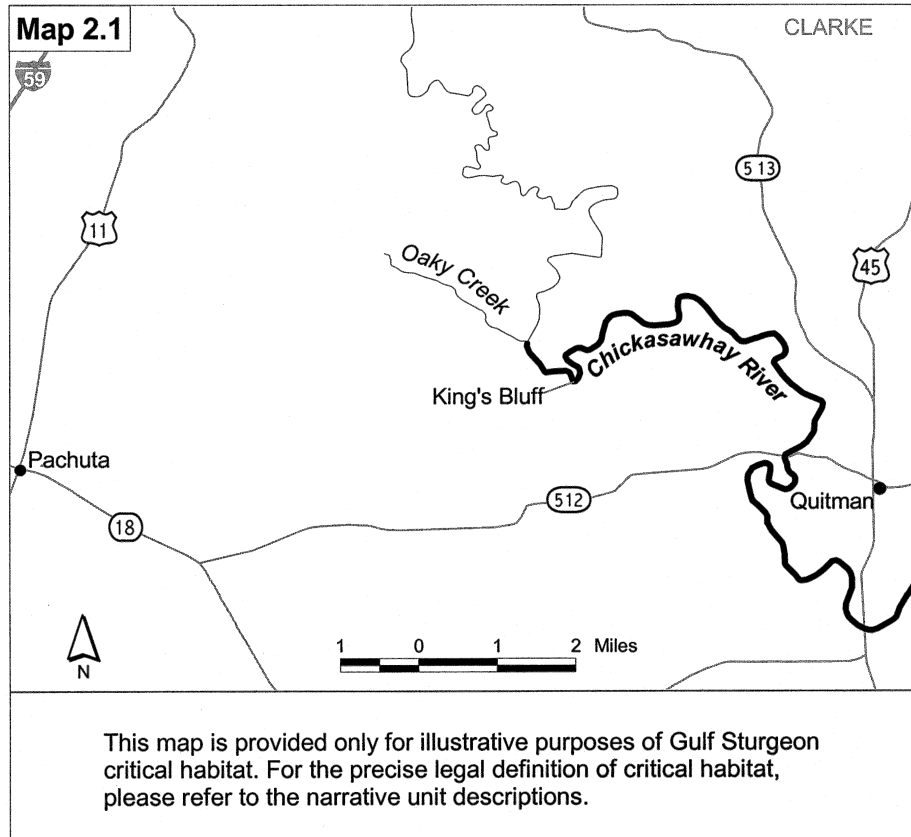 Map 2.1
CLARKE
59
5 13
11
45
Oaky Creek
Chickasawhay River
King's Bluff
Pachuta
512
Quitman
18
1 0 1 2 Miles
N
This map is provided only for illustrative purposes of Gulf Sturgeon
critical habitat. For the precise legal definition of critical habitat,
please refer to the narrative unit descriptions.